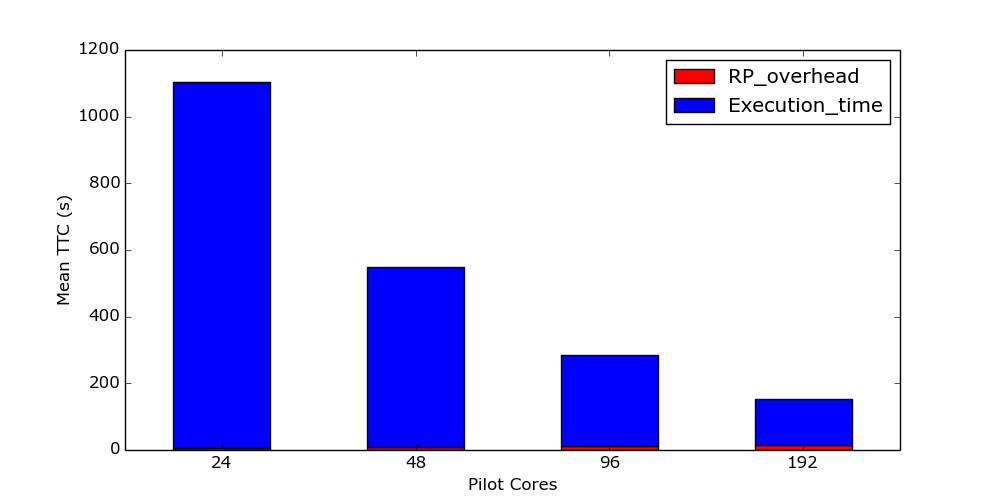 1200
1000
800
600
400
200
0
Mean TTC (s)
RP_overhead
Execution_time
24 48 96 192
Pilot Cores